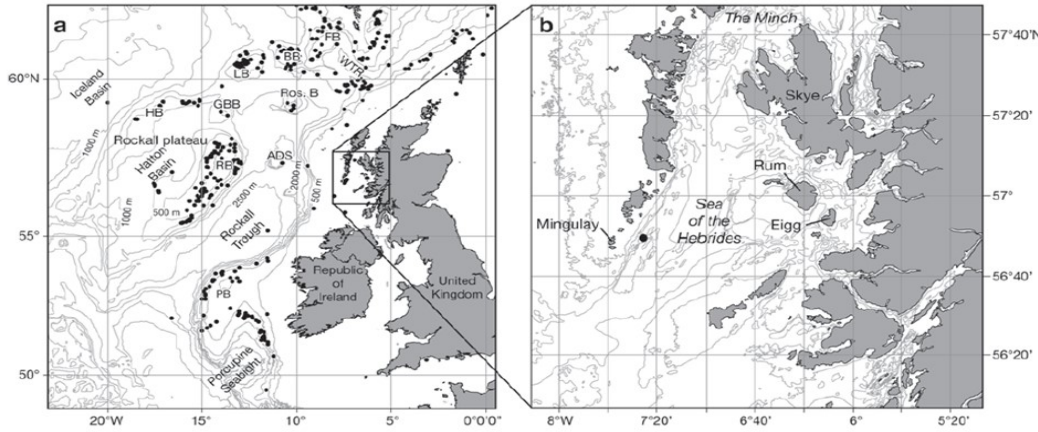 a
60°N
55°
50°
20°W
15°
10°
5°
0°0'0"
Iceland
Basin
1000 m
HB
GBB
LB
BB
FB
WTR
Ros. B
Rockall plateau
Hatton
Basin
RB
ADS
1000 m
500 m
2500 m
2000 m
500 m
Rockall
Trough
PB
Porcupine
Seabight
Republic
of
Ireland
United
Kingdom
b
The Minch
Skye
Rum
Eigg
Mingulay
Sea
of the
Hebrides
57°40'
57°20'
57°
56°40'
56°20'
8°W
7°20'
6°40'
6°
5°20'